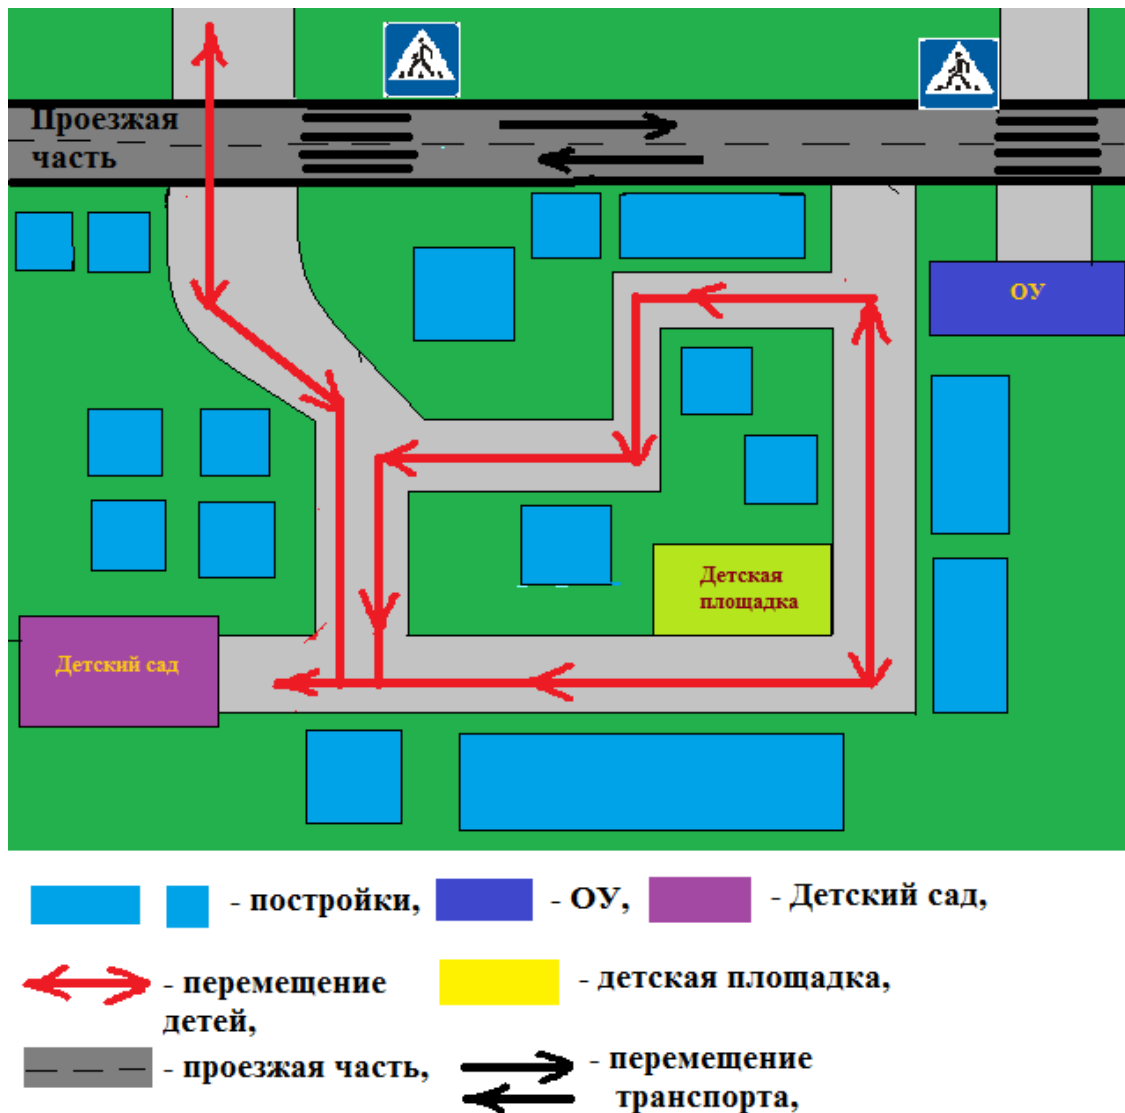 Проезжая
часть
ОУ
Детская
площадка
Детский сад
- постройки,
- ОУ,
- Детский сад,
- перемещение
детей,
- детская площадка,
- проезжая часть,
- перемещение
транспорта,